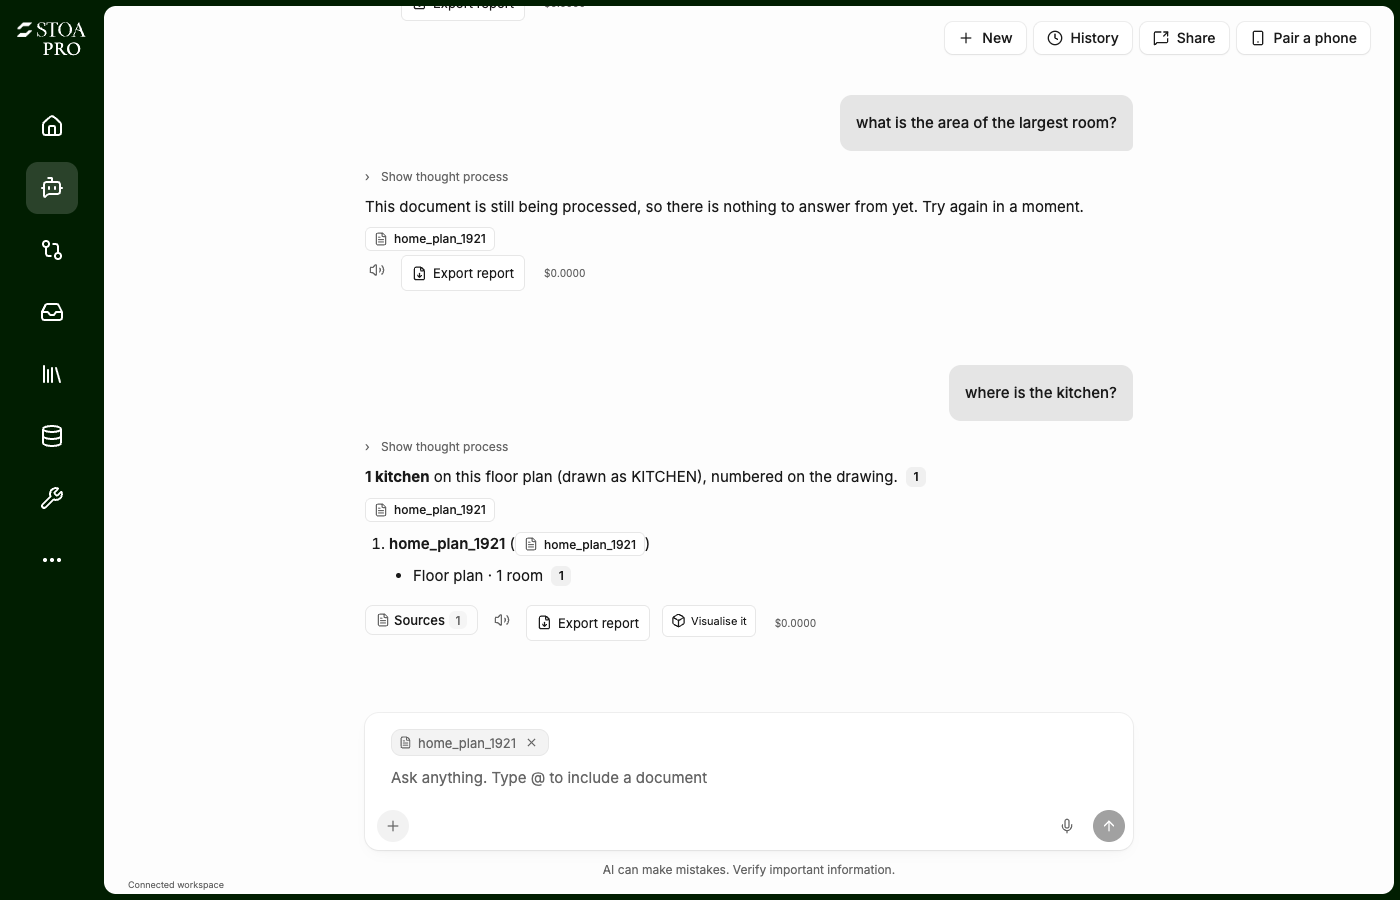 STOA
PRO
Export report
$0.0000
New
History
Share
Pair a phone
what is the area of the largest room?
Show thought process
This document is still being processed, so there is nothing to answer from yet. Try again in a moment.
home_plan_1921
Export report
$0.0000
where is the kitchen?
Show thought process
1 kitchen on this floor plan (drawn as KITCHEN), numbered on the drawing. 1
home_plan_1921
1. home_plan_1921 ( home_plan_1921 )
• Floor plan · 1 room 1
Sources 1
Export report
Visualise it
$0.0000
home_plan_1921
Ask anything. Type @ to include a document
AI can make mistakes. Verify important information.
Connected workspace